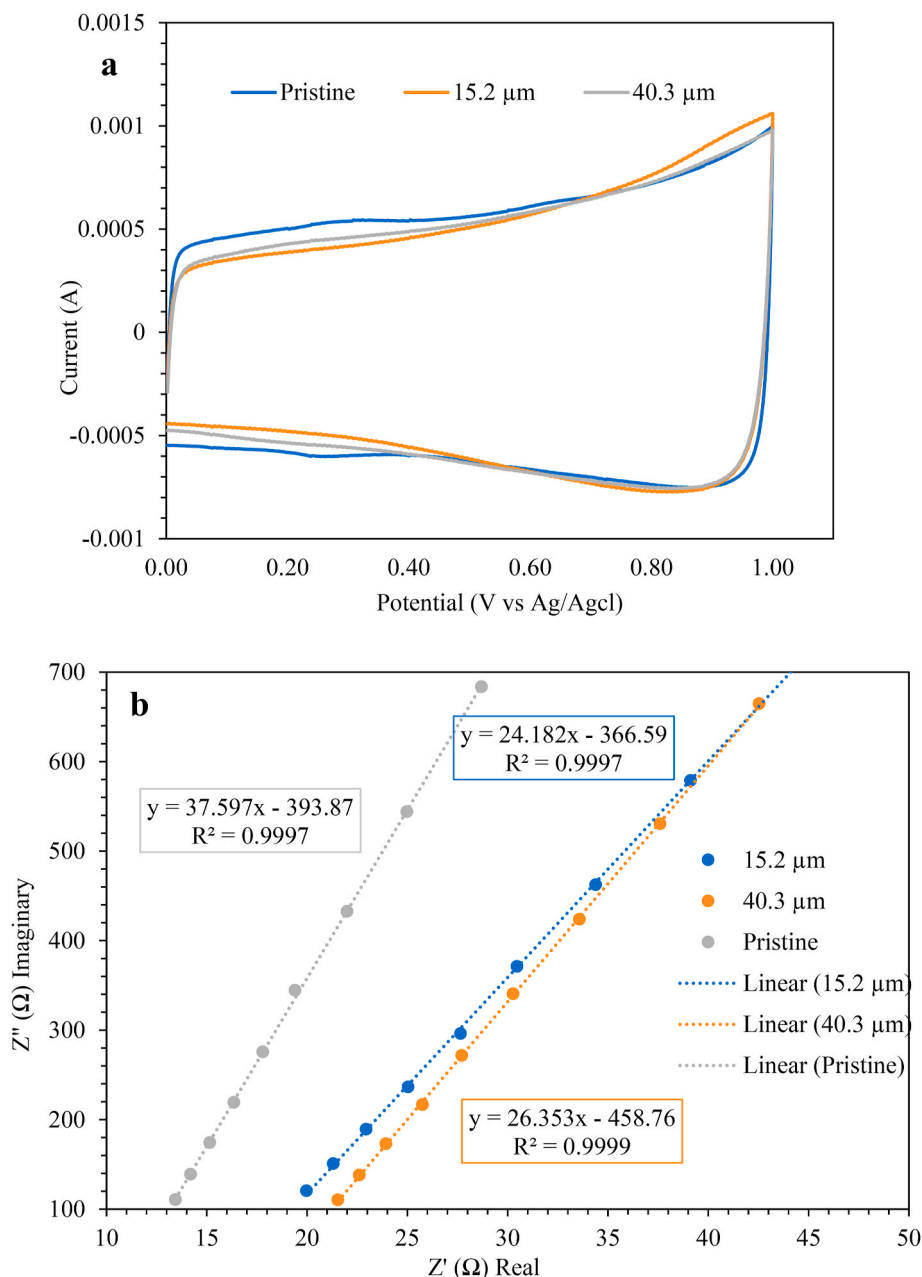 0.0015
a
Pristine 15.2 µm 40.3 µm
0.001
0.0005
0
-0.0005
-0.001
Current (A)
0.00 0.20 0.40 0.60 0.80 1.00
Potential (V vs Ag/Agcl)
700
b
y = 24.182x - 366.59
R² = 0.9997
600
y = 37.597x - 393.87
R² = 0.9997
500
15.2 µm
40.3 µm
400
Pristine
Linear (15.2 µm)
300
Linear (40.3 µm)
Linear (Pristine)
200
y = 26.353x - 458.76
R² = 0.9999
100
Z'' (Ω) Imaginary
10 15 20 25 30 35 40 45 50
Z' (Ω) Real